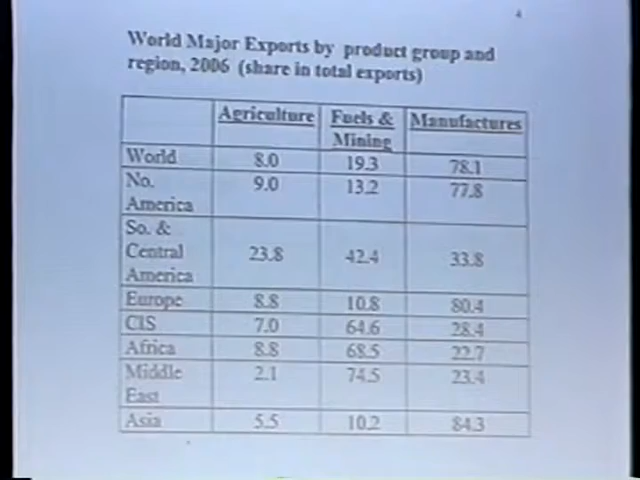 4
World Major Exports by product group and
region, 2006 (share in total exports)
Agriculture Fuels & Manufactures
Mining
World 8.0 19.3 78.1
No. 9.0 13.2 77.8
America
So. &
Central 23.8 42.4 33.8
America
Europe 8.8 10.8 80.4
CIS 7.0 64.6 28.4
Africa 8.8 68.5 22.7
Middle 2.1 74.5 23.4
East
Asia 5.5 10.2 84.3